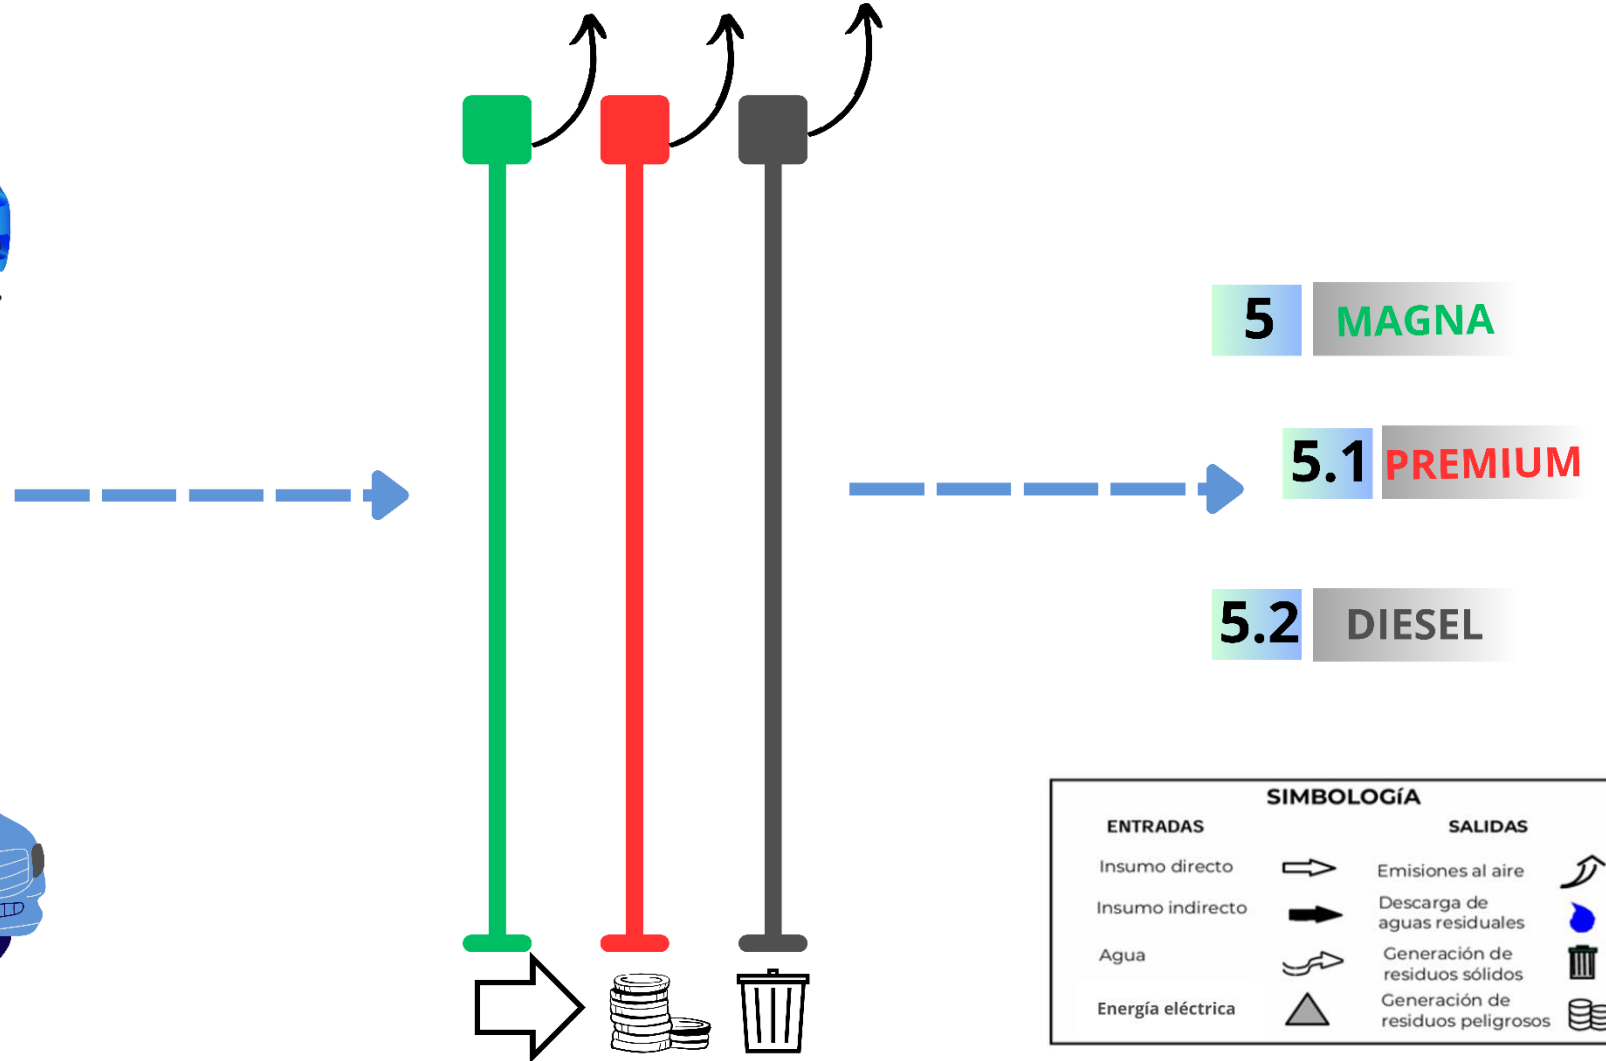 5 MAGNA
5.1 PREMIUM
5.2 DIESEL
SIMBOLOGíA
ENTRADAS SALIDAS
Insumo directo
Emisiones al aire
Insumo indirecto
Descarga de
aguas residuales
Agua
Generación de
residuos sólidos
Energía eléctrica
Generación de
residuos peligrosos